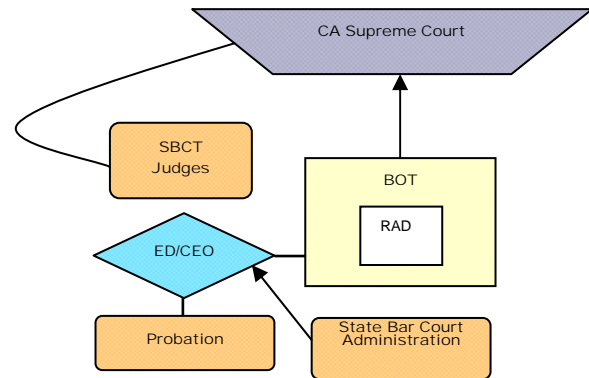 CA Supreme Court
SBCT
Judges
BOT
RAD
ED/CEO
Probation
State Bar Court
Administration